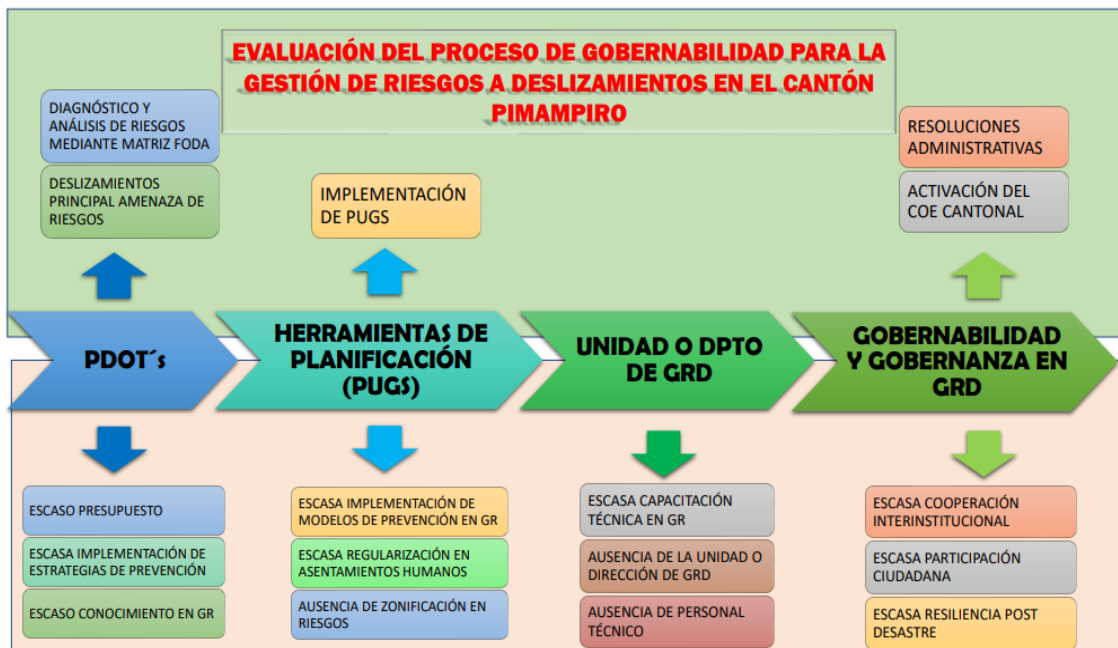 EVALUACIÓN DEL PROCESO DE GOBERNABILIDAD PARA LA
GESTIÓN DE RIESGOS A DESLIZAMIENTOS EN EL CANTÓN
PIMAMPIRO
DIAGNÓSTICO Y
ANÁLISIS DE RIESGOS
MEDIANTE MATRIZ FODA
DESLIZAMIENTOS
PRINCIPAL AMENAZA DE
RIESGOS
IMPLEMENTACIÓN
DE PUGS
RESOLUCIONES
ADMINISTRATIVAS
ACTIVACIÓN DEL
COE CANTONAL
PDOT´s
HERRAMIENTAS DE
PLANIFICACIÓN
(PUGS)
UNIDAD O DPTO
DE GRD
GOBERNABILIDAD
Y GOBERNANZA EN
GRD
ESCASO PRESUPUESTO
ESCASA IMPLEMENTACIÓN DE
ESTRATEGIAS DE PREVENCIÓN
ESCASO CONOCIMIENTO EN GR
ESCASA IMPLEMENTACIÓN DE
MODELOS DE PREVENCIÓN EN GR
ESCASA REGULARIZACIÓN EN
ASENTAMIENTOS HUMANOS
AUSENCIA DE ZONIFICACIÓN EN
RIESGOS
ESCASA CAPACITACIÓN
TÉCNICA EN GR
AUSENCIA DE LA UNIDAD O
DIRECCIÓN DE GRD
AUSENCIA DE PERSONAL
TÉCNICO
ESCASA COOPERACIÓN
INTERINSTITUCIONAL
ESCASA PARTICIPACIÓN
CIUDADANA
ESCASA RESILIENCIA POST
DESASTRE